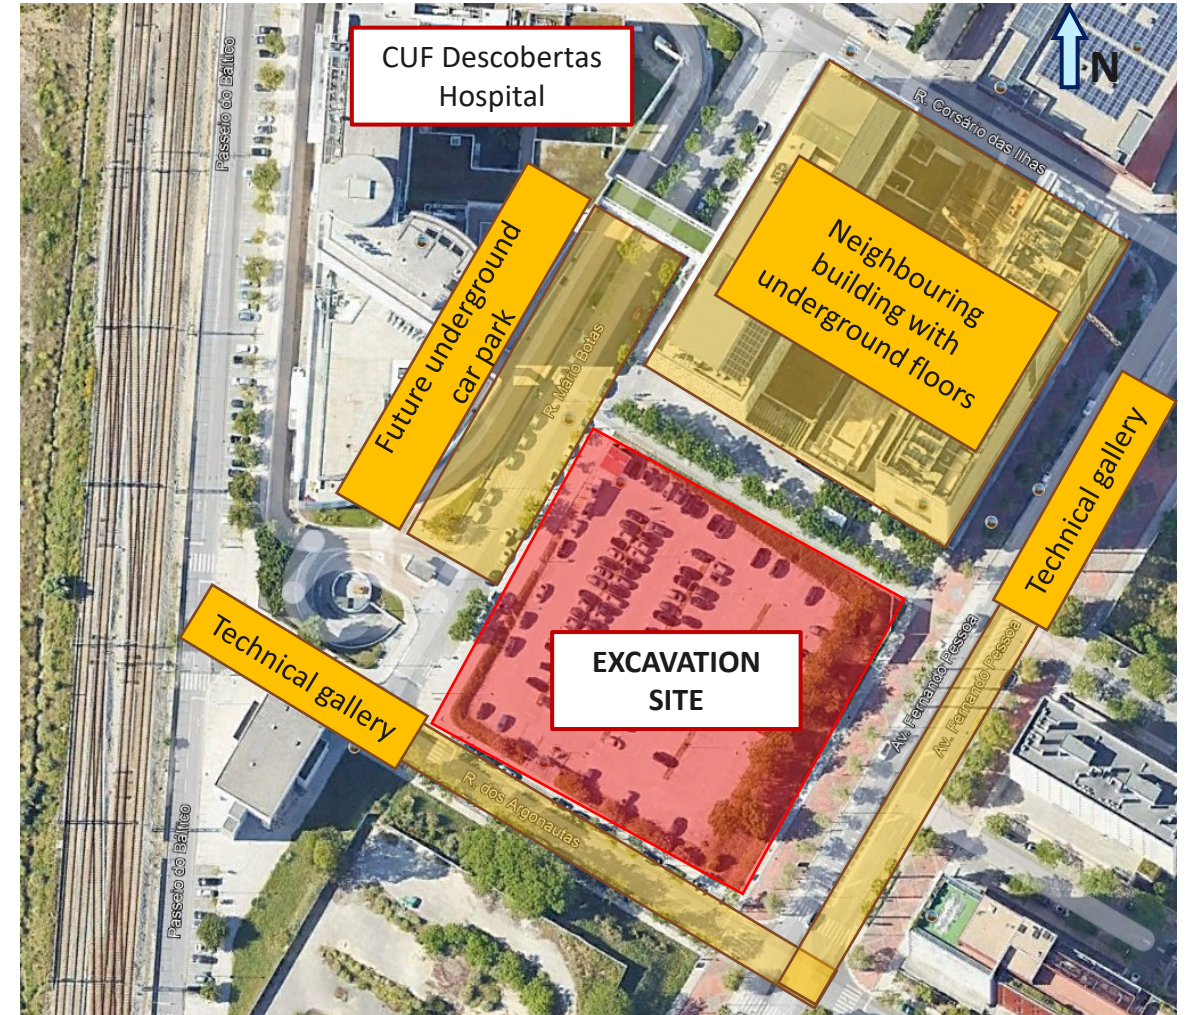 CUF Descobertas
Hospital
N
Passeio do Báltico
R. Corsário das Ilhas
Neighbouring
building with
underground floors
Future underground
car park
R. Mário Botas
Technical gallery
EXCAVATION
SITE
Technical gallery
Av. Fernando Pessoa
Av. Fernando Pessoa
R. dos Argonautas
Passeio do Báltico